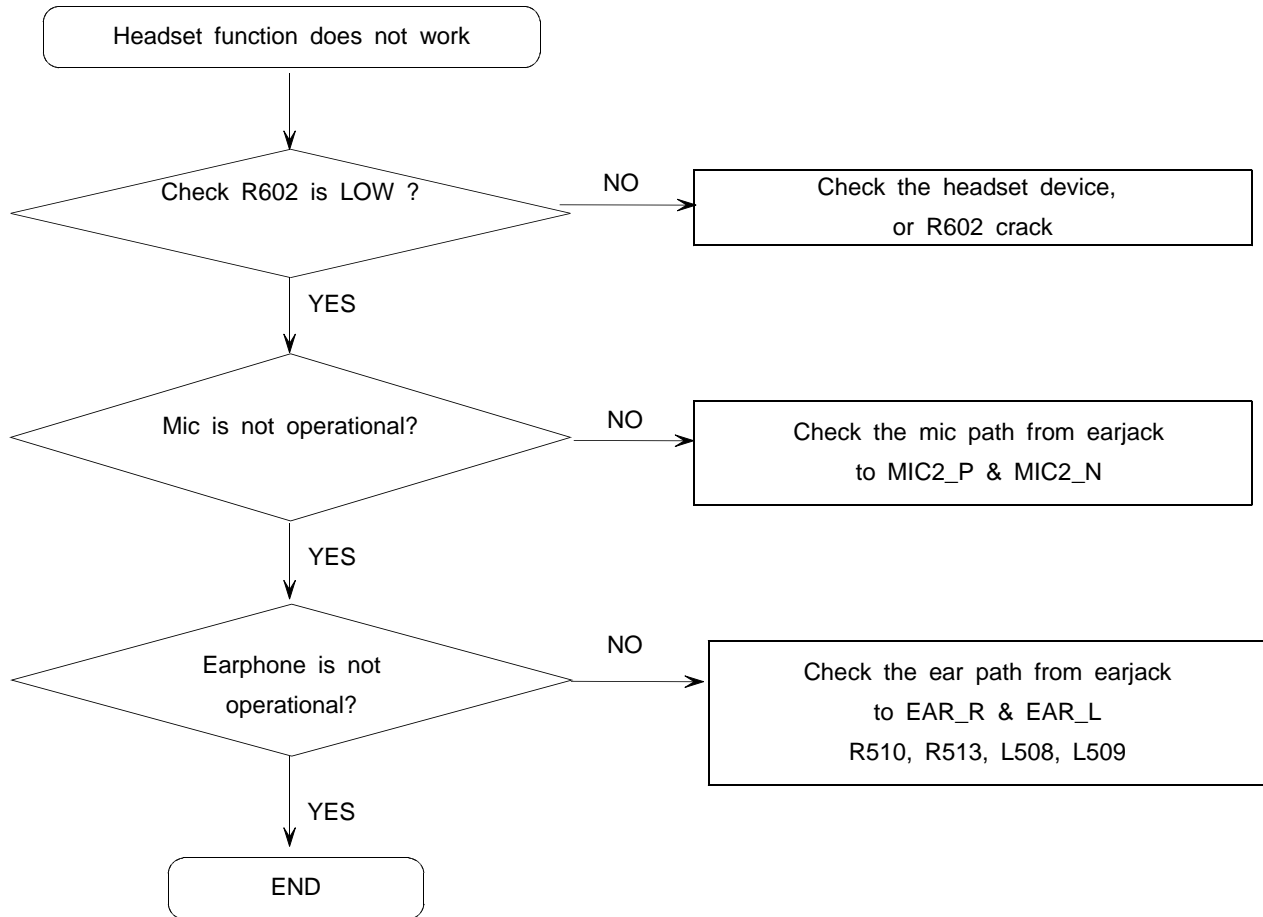 Headset function does not work
Check R602 is LOW ?
NO
Check the headset device,
or R602 crack
YES
Mic is not operational?
NO
Check the mic path from earjack
to MIC2_P & MIC2_N
YES
Earphone is not
operational?
NO
Check the ear path from earjack
to EAR_R & EAR_L
R510, R513, L508, L509
YES
END